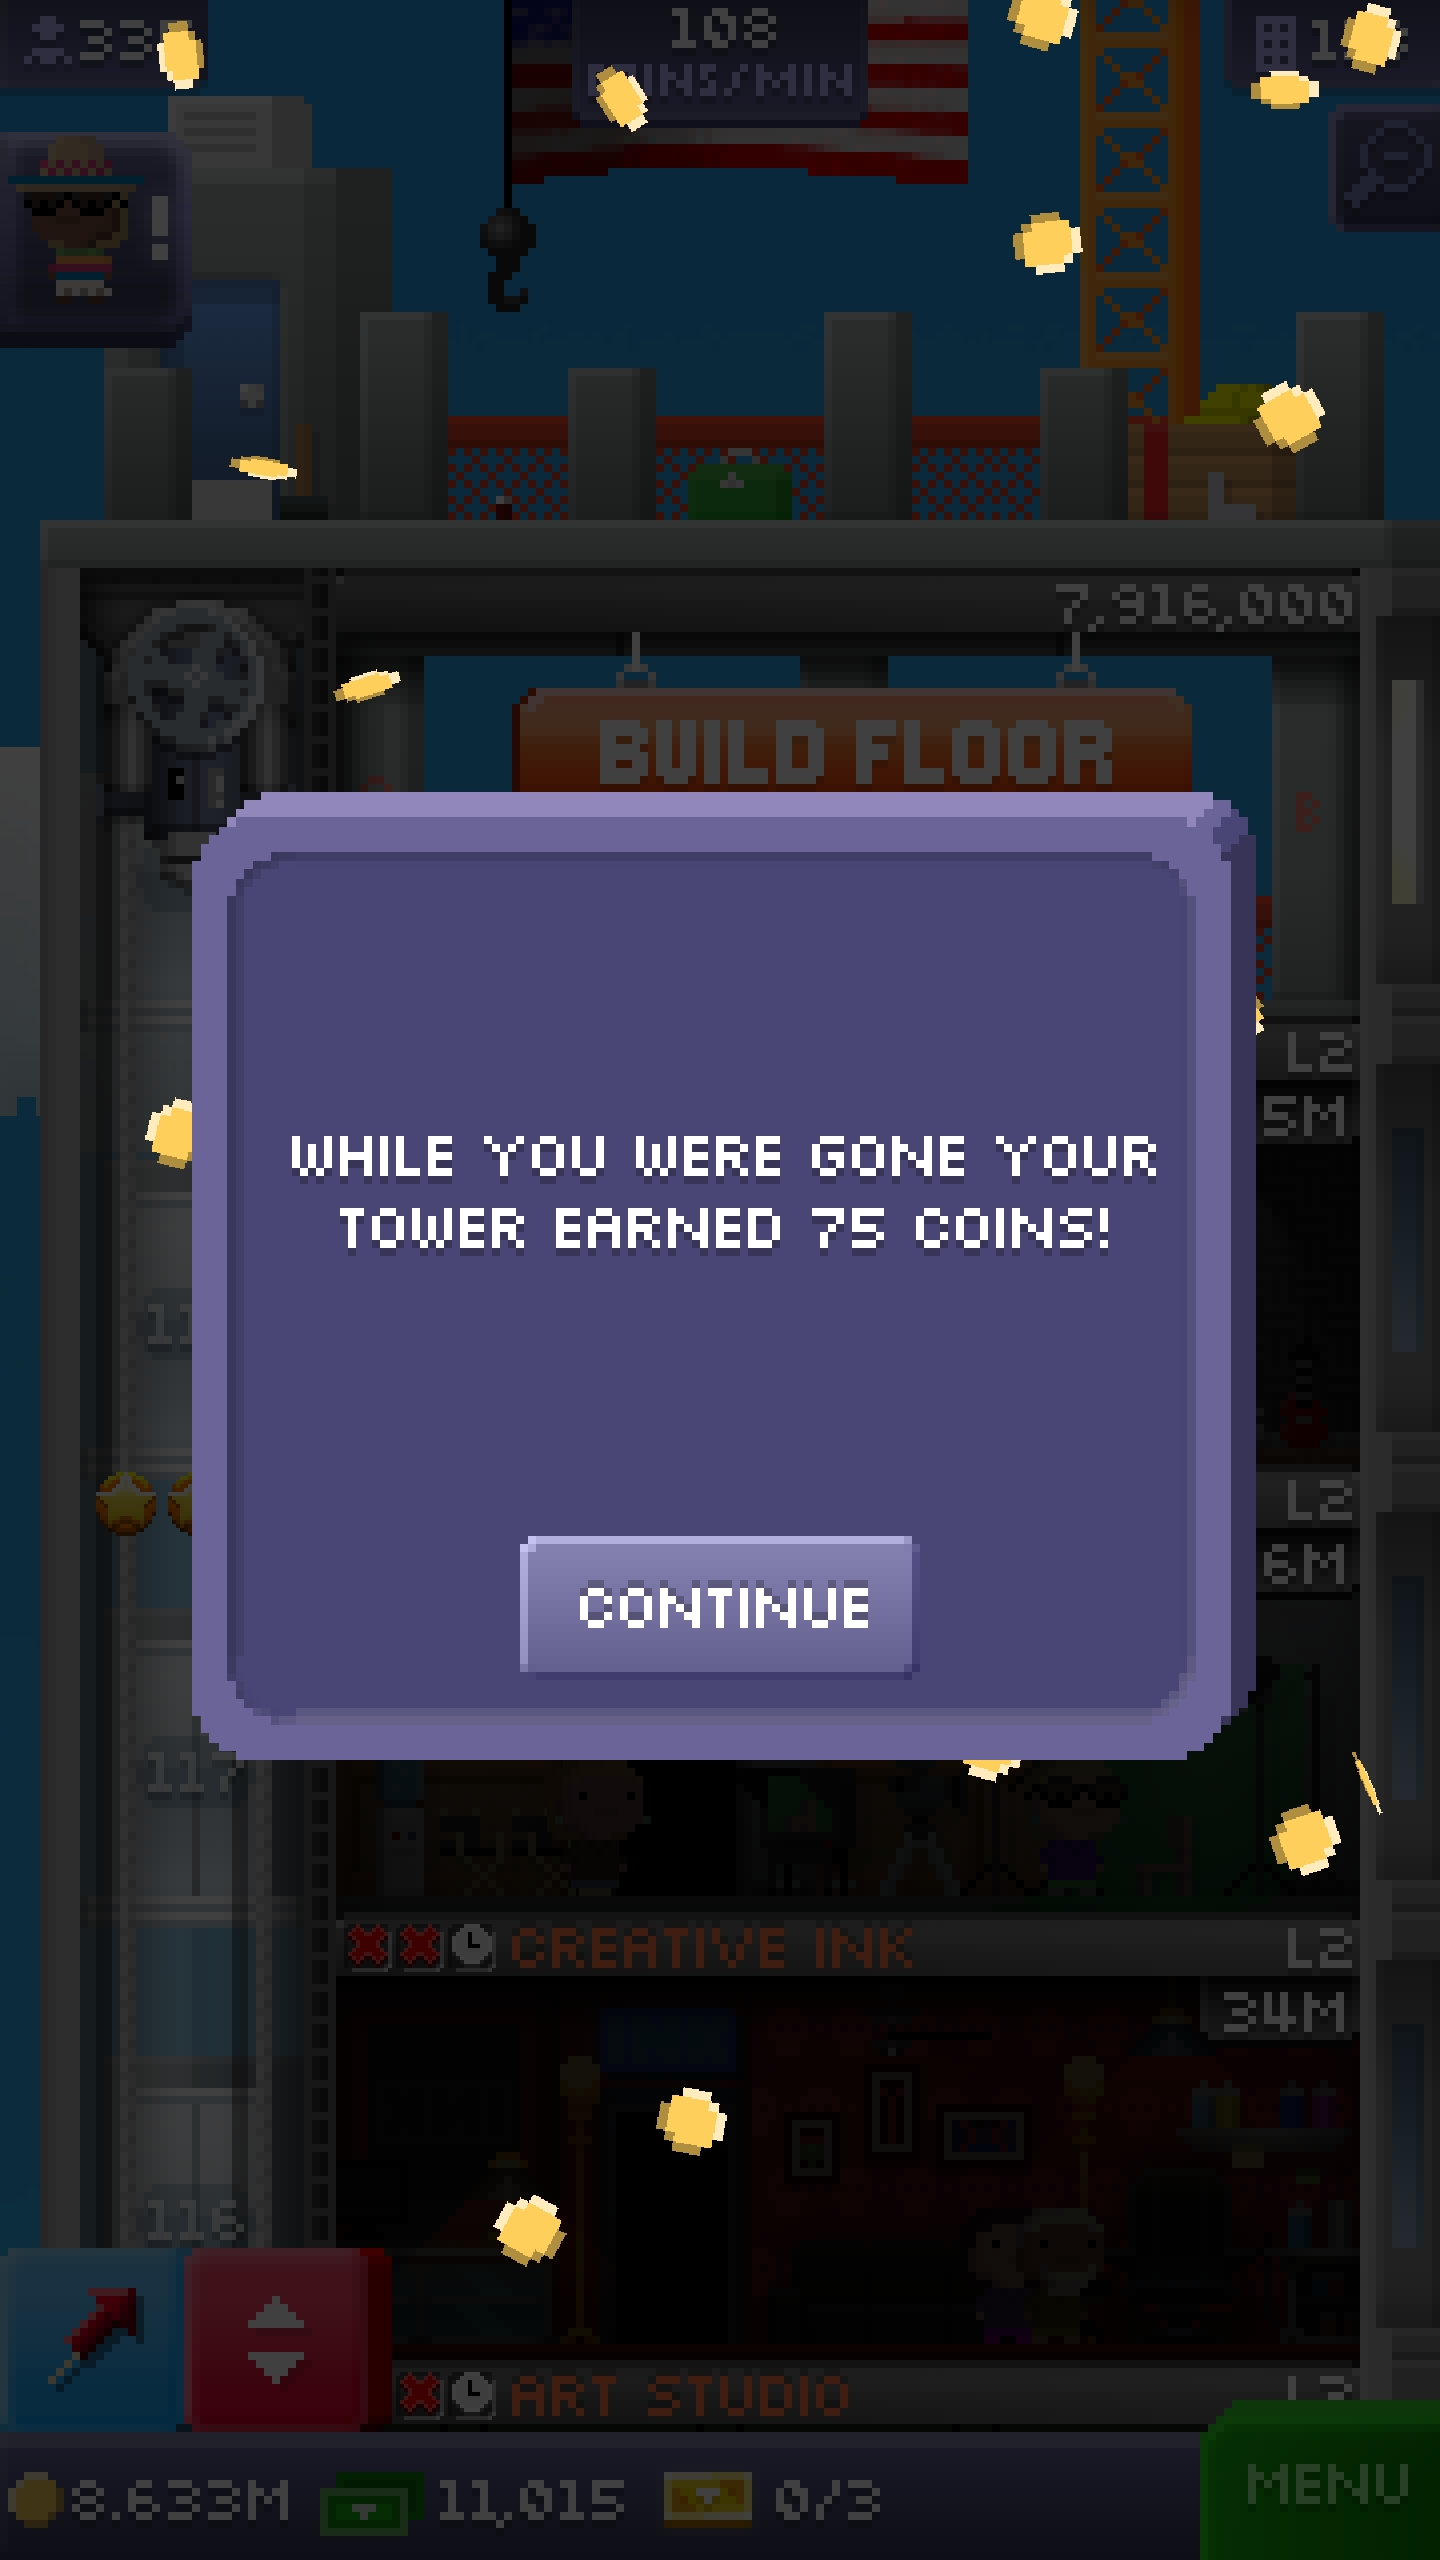 108
/MIN
7,916,000
BUILD FLOOR
B
L2
5M
WHILE YOU WERE GONE YOUR
TOWER EARNED 75 COINS!
L2
6M
CONTINUE
117
CREATIVE INK
L2
34M
116
ART STUDIO
8.633M
11,015
0/3
MENU